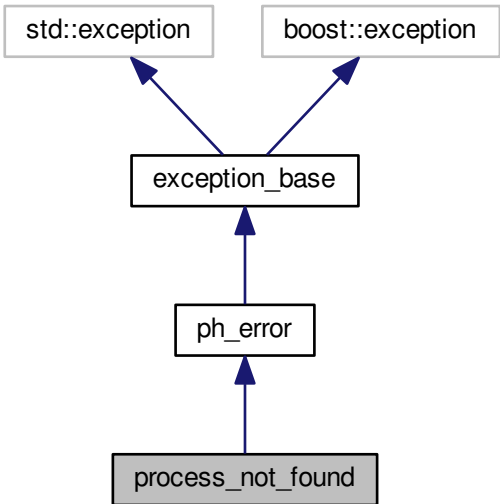 std::exception
boost::exception
exception_base
ph_error
process_not_found